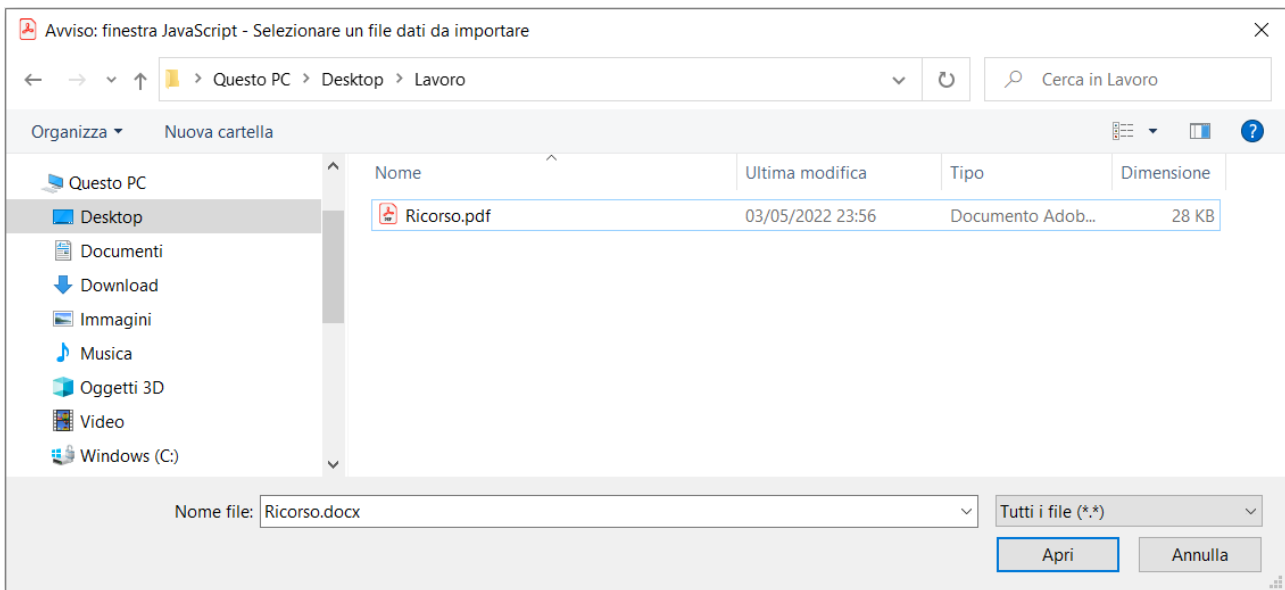 Avviso: finestra JavaScript - Selezionare un file dati da importare
Questo PC > Desktop > Lavoro
Cerca in Lavoro
Organizza
Nuova cartella
Nome
Ultima modifica
Tipo
Dimensione
Ricorso.pdf
03/05/2022 23:56
Documento Adob...
28 KB
Questo PC
Desktop
Documenti
Download
Immagini
Musica
Oggetti 3D
Video
Windows (C:)
Nome file: Ricorso.docx
Tutti i file (*.*)
Apri
Annulla